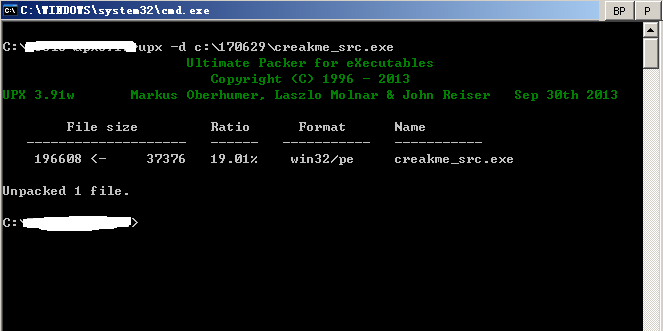 C:\WINDOWS\system32\cmd.exe
BP P
C:\ upx -d c:\170629\creakme_src.exe
Ultimate Packer for eXecutables
Copyright (C) 1996 - 2013
UPX 3.91w Markus Oberhumer, Laszlo Molnar & John Reiser Sep 30th 2013
File size Ratio Format Name
-------------------- ------ ----------- -----------
196608 <- 37376 19.01% win32/pe creakme_src.exe
Unpacked 1 file.
C:\ >